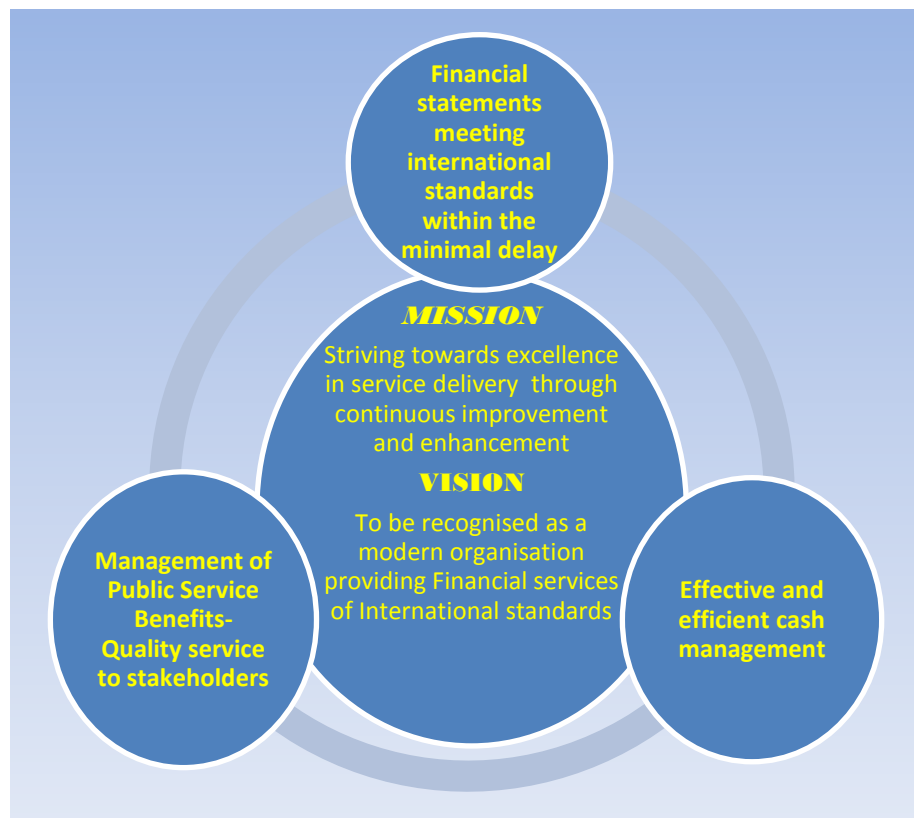 Financial
statements
meeting
international
standards
within the
minimal delay
MISSION
Striving towards excellence
in service delivery through
continuous improvement
and enhancement
VISION
To be recognised as a
modern organisation
providing Financial services
of International standards
Management of
Public Service
Benefits-
Quality service
to stakeholders
Effective and
efficient cash
management